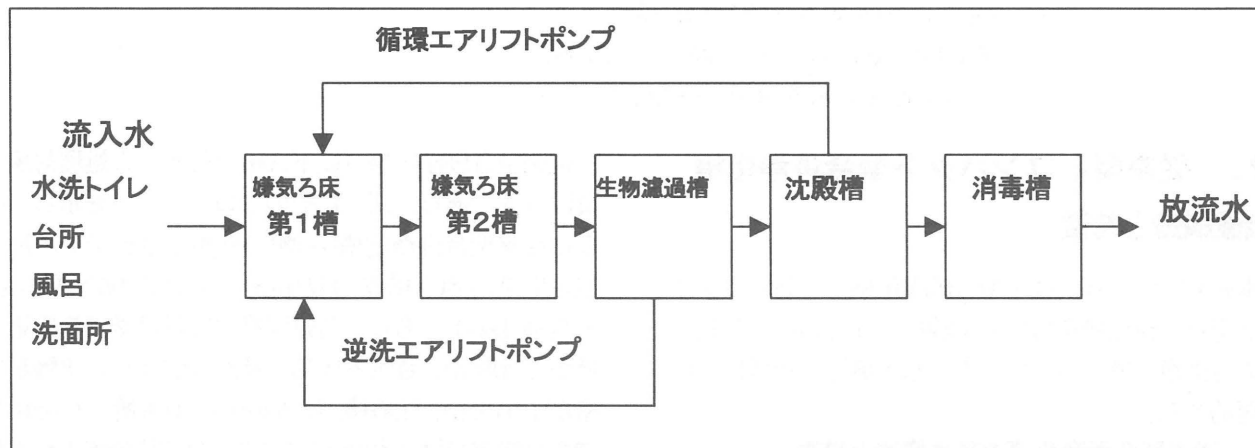 循環エアリフトポンプ
流入水
水洗トイレ
台所
風呂
洗面所
嫌気ろ床
第1槽
嫌気ろ床
第2槽
生物濾過槽
沈殿槽
消毒槽
放流水
逆洗エアリフトポンプ